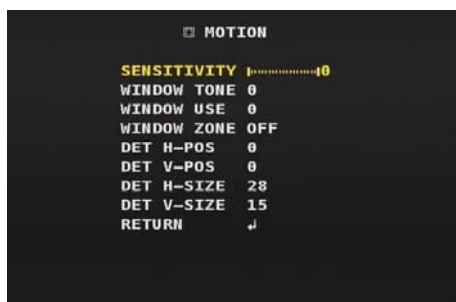 MOTION
SENSITIVITY 0
WINDOW TONE 0
WINDOW USE 0
WINDOW ZONE OFF
DET H-POS 0
DET V-POS 0
DET H-SIZE 28
DET V-SIZE 15
RETURN ↲